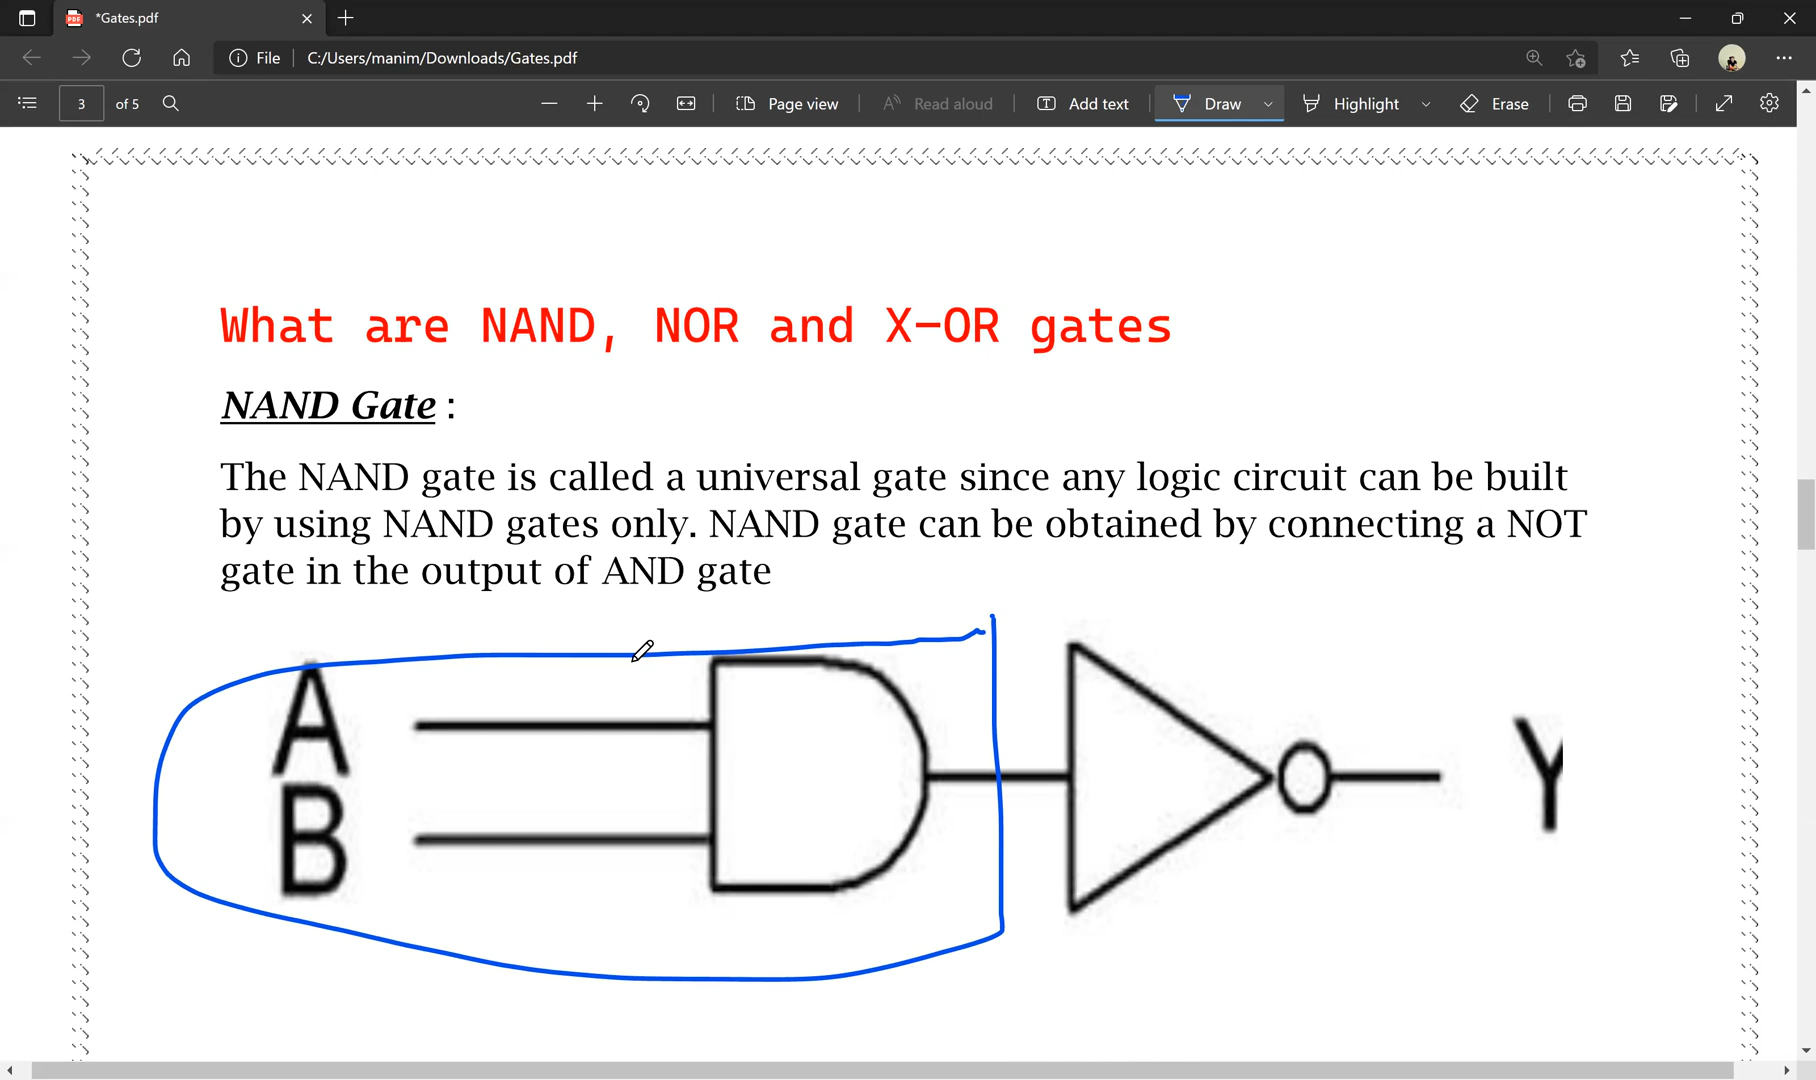 *Gates.pdf
File
C:/Users/manim/Downloads/Gates.pdf
3 of 5
Page view
Read aloud
Add text
Draw
Highlight
Erase
What are NAND, NOR and X-OR gates
NAND Gate :
The NAND gate is called a universal gate since any logic circuit can be built
by using NAND gates only. NAND gate can be obtained by connecting a NOT
gate in the output of AND gate
A
B
Y